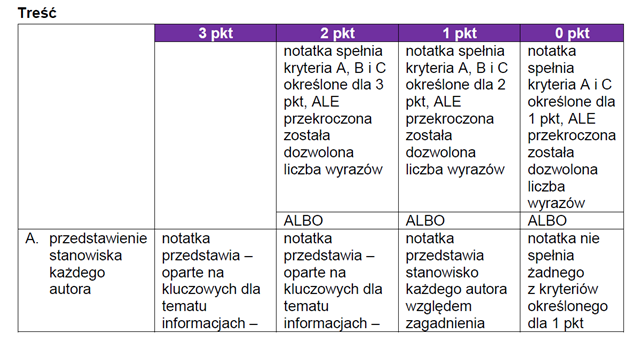 Treść
3 pkt
2 pkt
1 pkt
0 pkt
notatka spełnia
kryteria A, B i C
określone dla 3
pkt, ALE
przekroczona
została
dozwolona
liczba wyrazów
notatka spełnia
kryteria A, B i C
określone dla 2
pkt, ALE
przekroczona
została
dozwolona
liczba wyrazów
notatka
spełnia
kryteria A i C
określone dla
1 pkt, ALE
przekroczona
została
dozwolona
liczba
wyrazów
ALBO
ALBO
ALBO
A. przedstawienie
stanowiska
każdego
autora
notatka
przedstawia –
oparte na
kluczowych dla
tematu
informacjach –
notatka
przedstawia –
oparte na
kluczowych dla
tematu
informacjach –
notatka
przedstawia
stanowisko
każdego autora
względem
zagadnienia
notatka nie
spełnia
żadnego
z kryteriów
określonego
dla 1 pkt